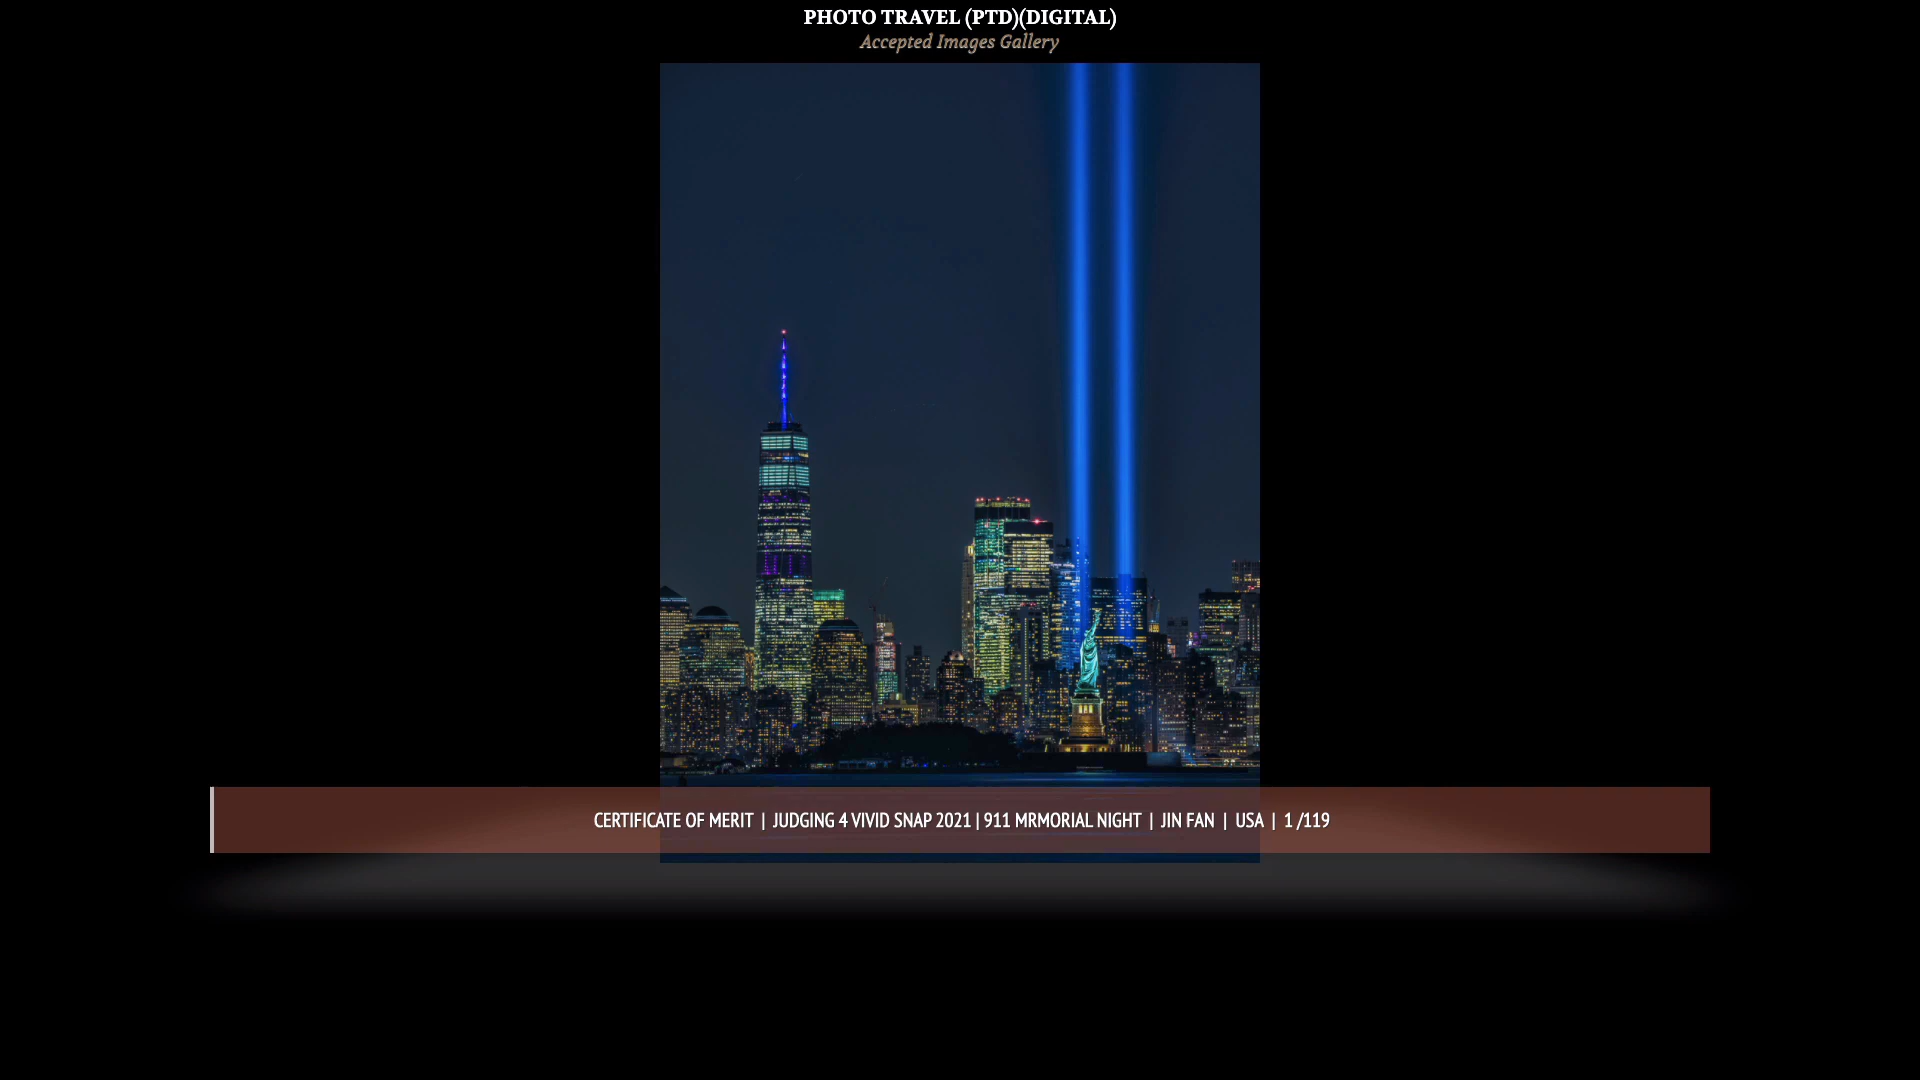 PHOTO TRAVEL (PTD)(DIGITAL)
Accepted Images Gallery
CERTIFICATE OF MERIT | JUDGING 4 VIVID SNAP 2021 | 911 MRMORIAL NIGHT | JIN FAN | USA | 1 /119